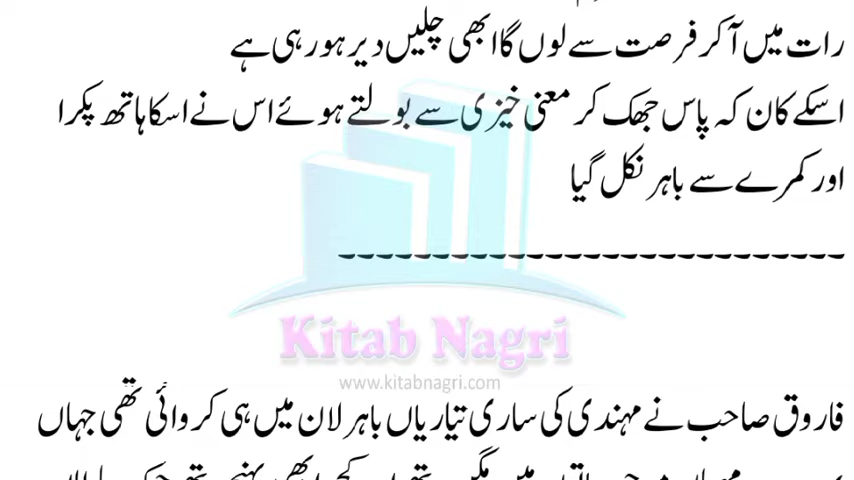 رات میں آکر فرصت سے لوں گا ابھی چلیں دیر ہو رہی ہے
اسکے کان کہ پاس جھک کر معنی خیزی سے بولتے ہوئے اس نے اسکا ہاتھ پکرا
اور کمرے سے باہر نکل گیا
۔۔۔۔۔۔۔۔۔۔۔۔۔۔۔۔۔۔۔۔۔۔۔۔۔۔۔
Kitab Nagri
www.kitabnagri.com
فاروق صاحب نے مہندی کی ساری تیاریاں باہر لان میں ہی کروائی تھی جہاں